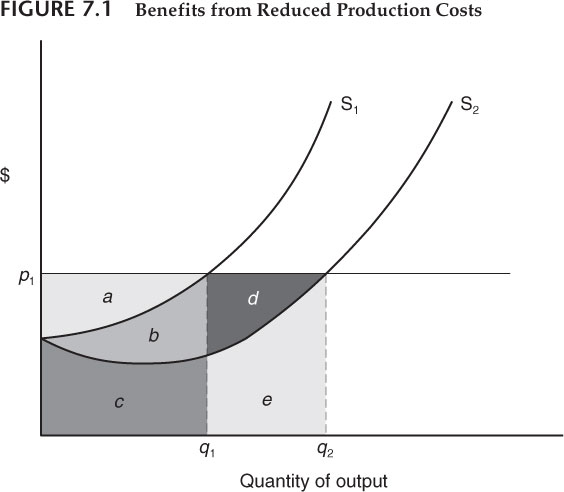 FIGURE 7.1 Benefits from Reduced Production Costs
S1 S2
$
p1
a
d
b
c
e
q1 q2
Quantity of output